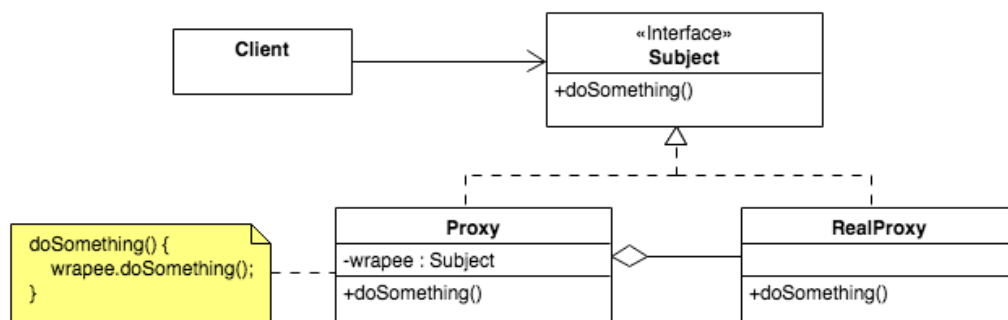 Client
«Interface»
Subject
+doSomething()
doSomething() {
wrapee.doSomething();
}
Proxy
-wrapee : Subject
+doSomething()
RealProxy
+doSomething()